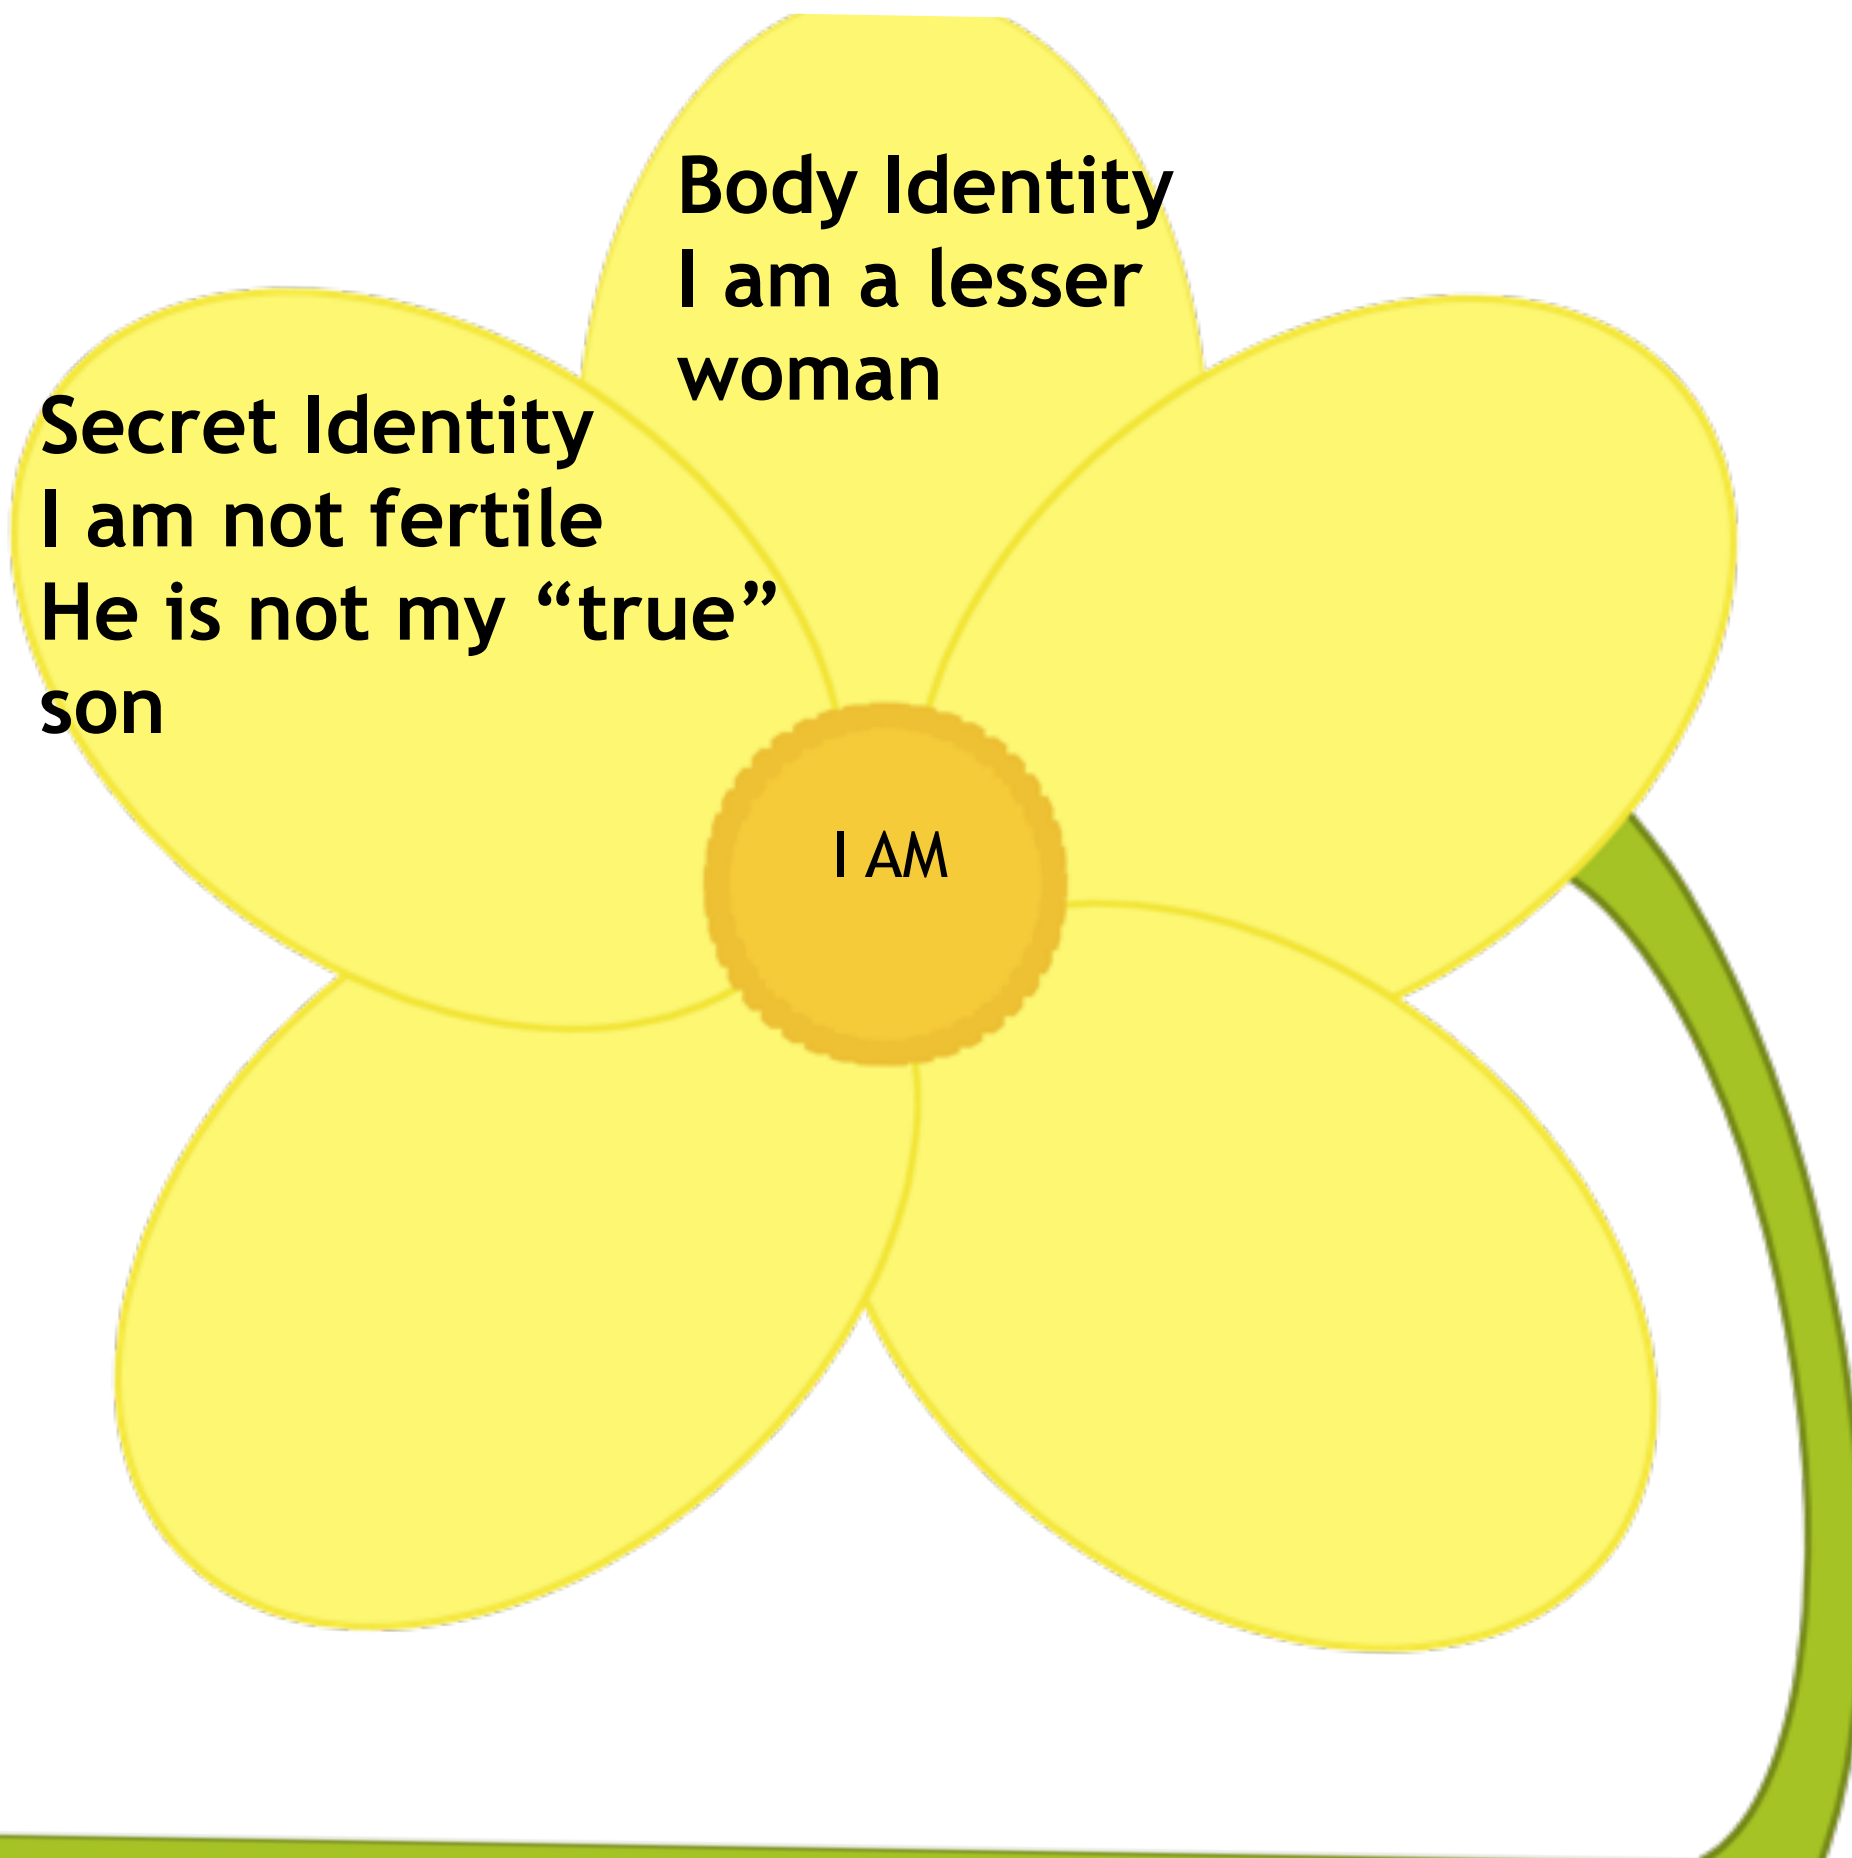 Body Identity
I am a lesser
woman
Secret Identity
I am not fertile
He is not my “true”
son
I AM